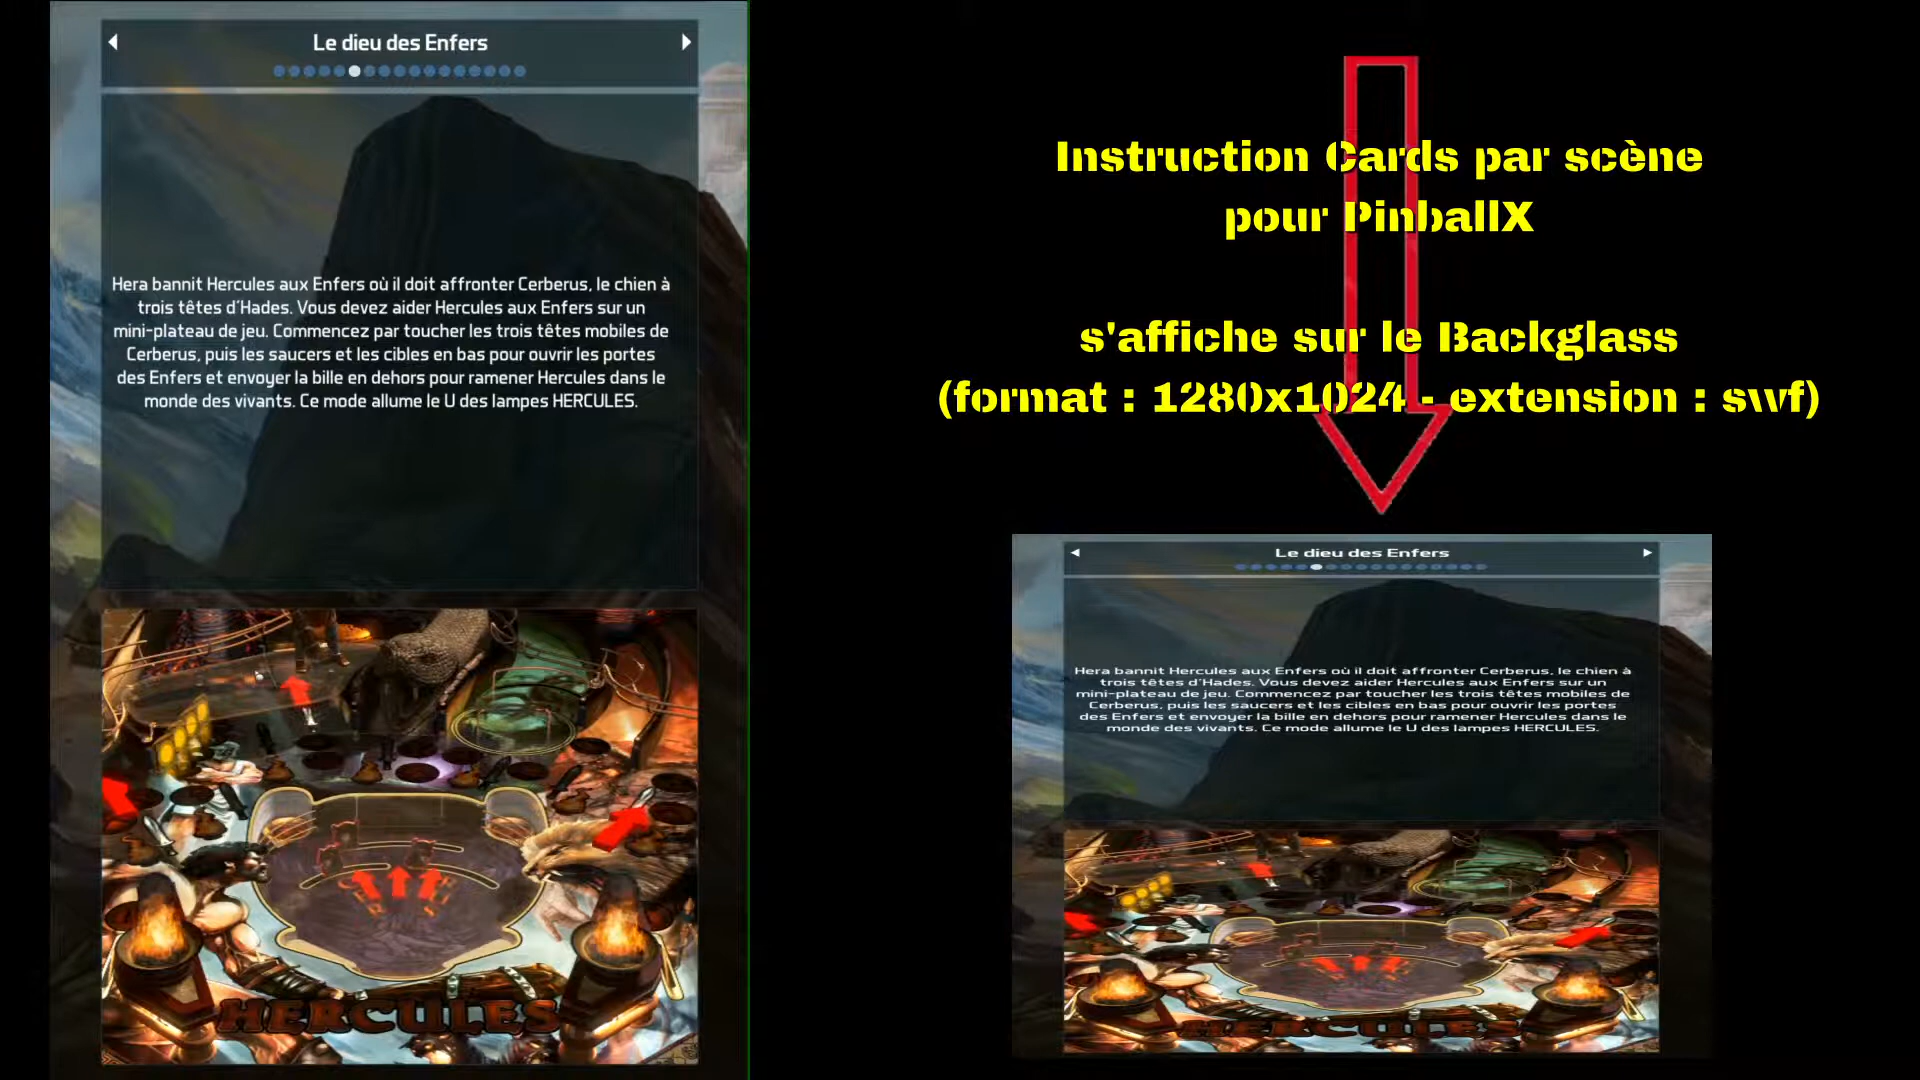 Le dieu des Enfers
Hera bannit Hercules aux Enfers où il doit affronter Cerberus, le chien à
trois têtes d'Hades. Vous devez aider Hercules aux Enfers sur un
mini-plateau de jeu. Commencez par toucher les trois têtes mobiles de
Cerberus, puis les saucers et les cibles en bas pour ouvrir les portes
des Enfers et envoyer la bille en dehors pour ramener Hercules dans le
monde des vivants. Ce mode allume le U des lampes HERCULES.
HERCULES
Instruction Cards par scène
pour PinballX
s'affiche sur le Backglass
(format : 1280x1024 - extension : swf)
Le dieu des Enfers
Hera bannit Hercules aux Enfers où il doit affronter Cerberus, le chien à
trois têtes d'Hades. Vous devez aider Hercules aux Enfers sur un
mini-plateau de jeu. Commencez par toucher les trois têtes mobiles de
Cerberus, puis les saucers et les cibles en bas pour ouvrir les portes
des Enfers et envoyer la bille en dehors pour ramener Hercules dans le
monde des vivants. Ce mode allume le U des lampes HERCULES.
HERCULES